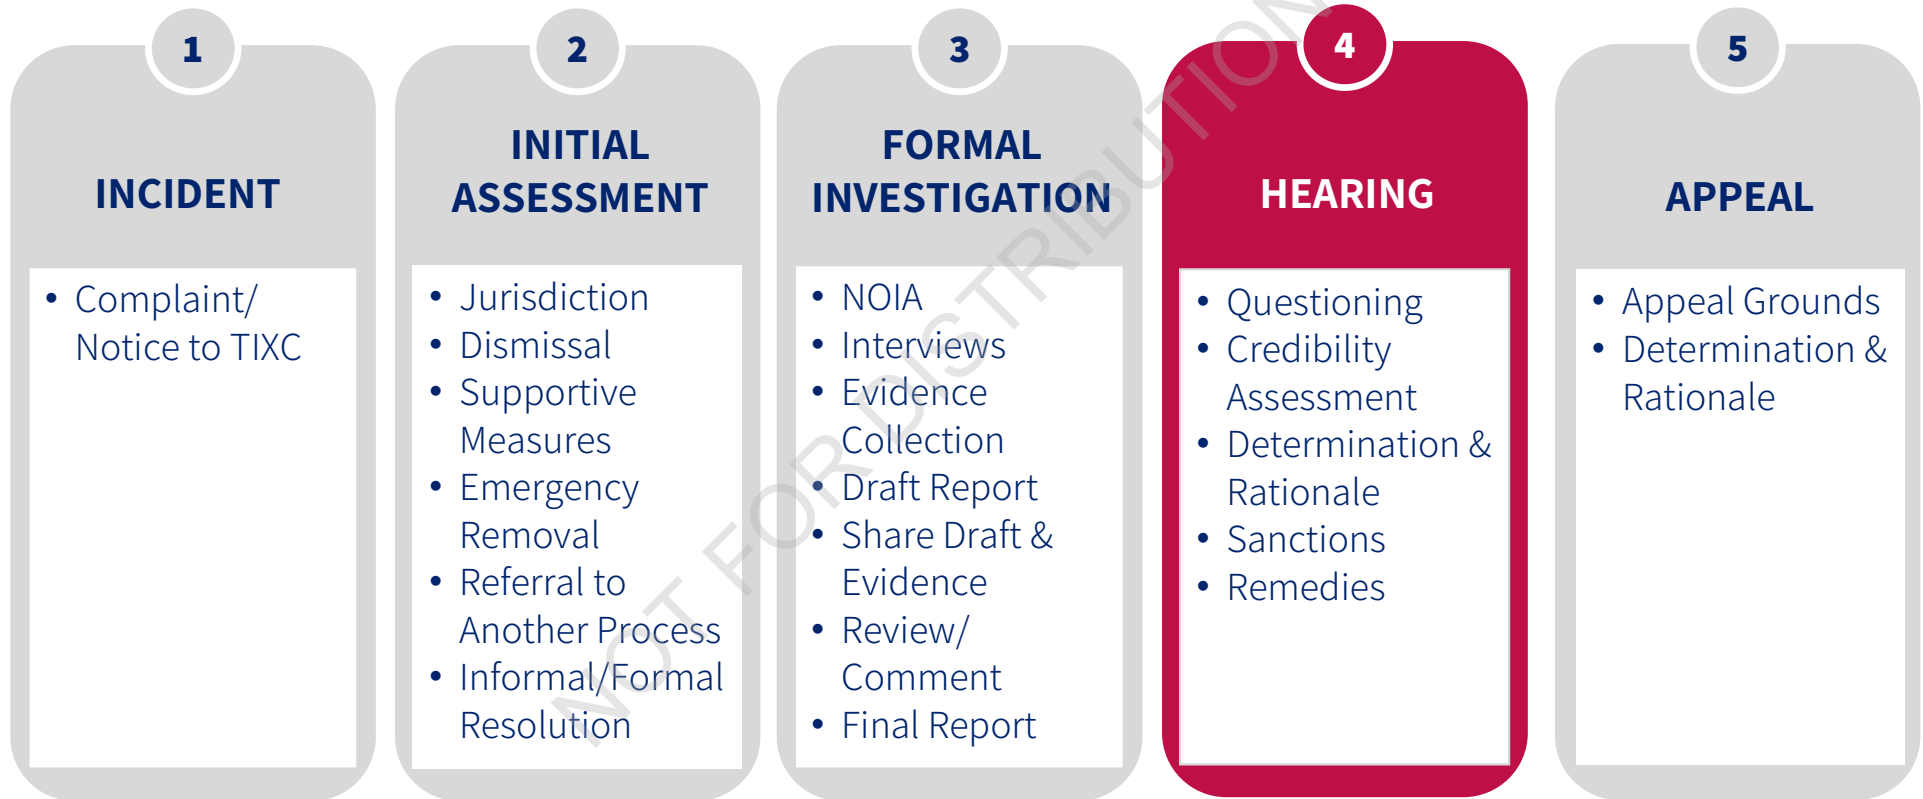 1
INCIDENT
• Complaint/
Notice to TIXC
2
INITIAL
ASSESSMENT
• Jurisdiction
• Dismissal
• Supportive
Measures
• Emergency
Removal
• Referral to
Another Process
• Informal/Formal
Resolution
3
FORMAL
INVESTIGATION
• NOIA
• Interviews
• Evidence
Collection
• Draft Report
• Share Draft &
Evidence
• Review/
Comment
• Final Report
4
HEARING
• Questioning
• Credibility
Assessment
• Determination &
Rationale
• Sanctions
• Remedies
5
APPEAL
• Appeal Grounds
• Determination &
Rationale
NOT FOR DISTRIBUTION